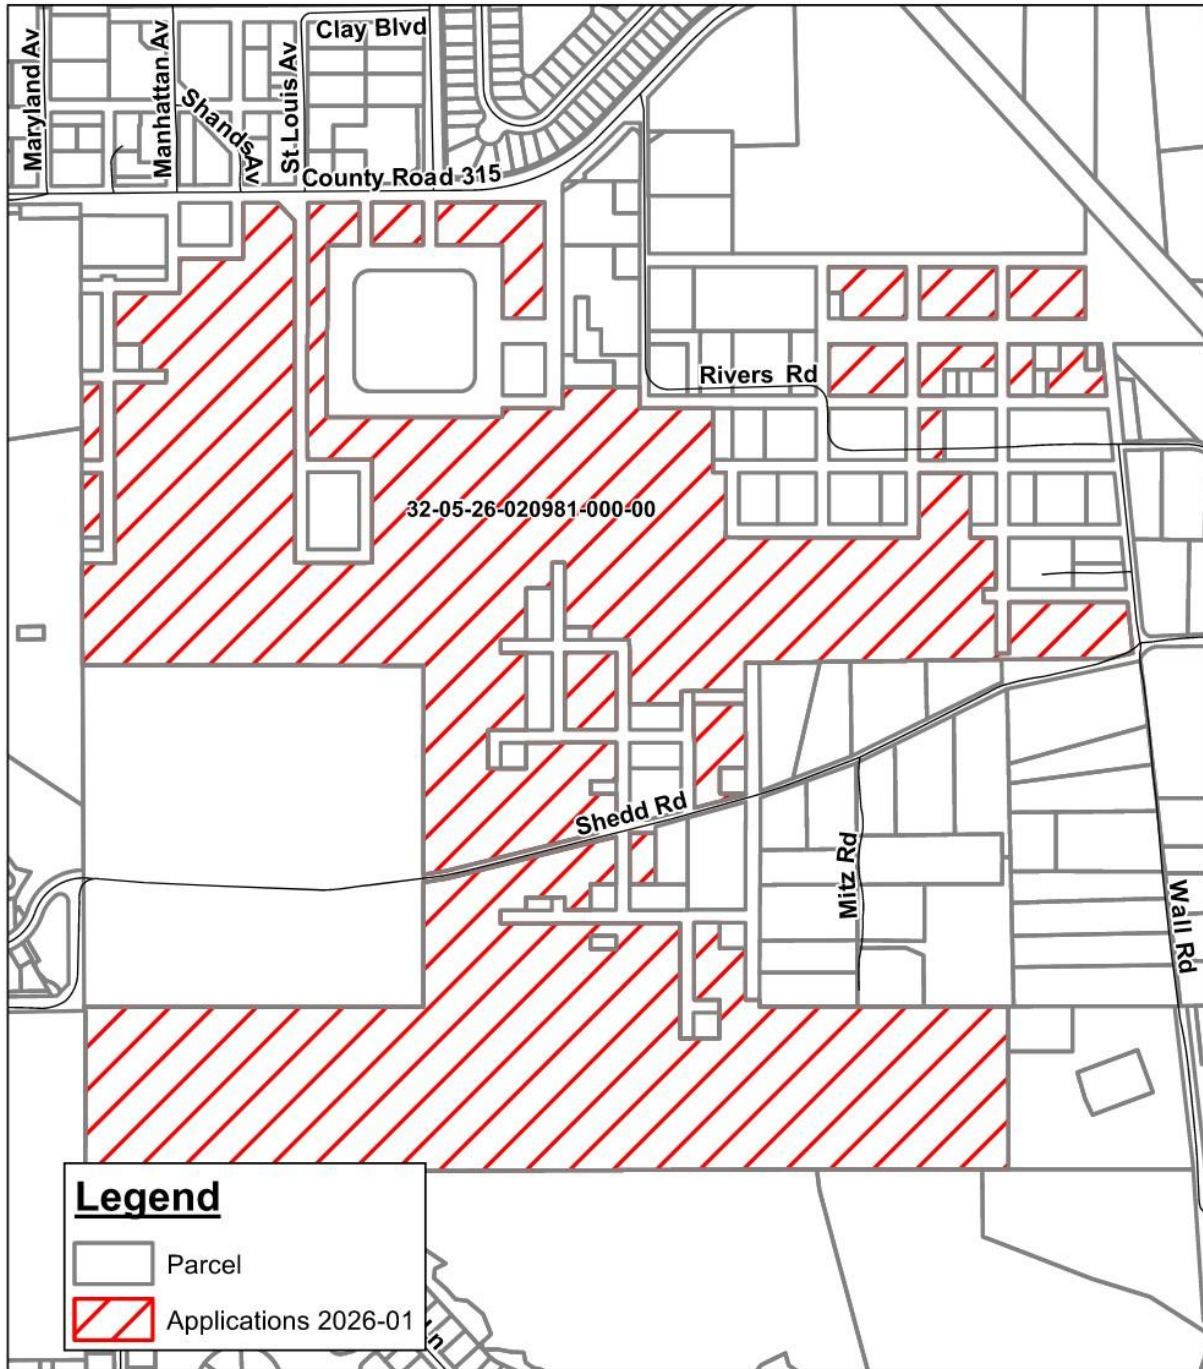 Clay Blvd
Maryland Av
Manhattan Av
Shands Av
St Louis Av
County Road 315
Rivers Rd
32-05-26-020981-000-00
Shedd Rd
Mitz Rd
Wall Rd
Legend
Parcel
Applications 2026-01
Ln